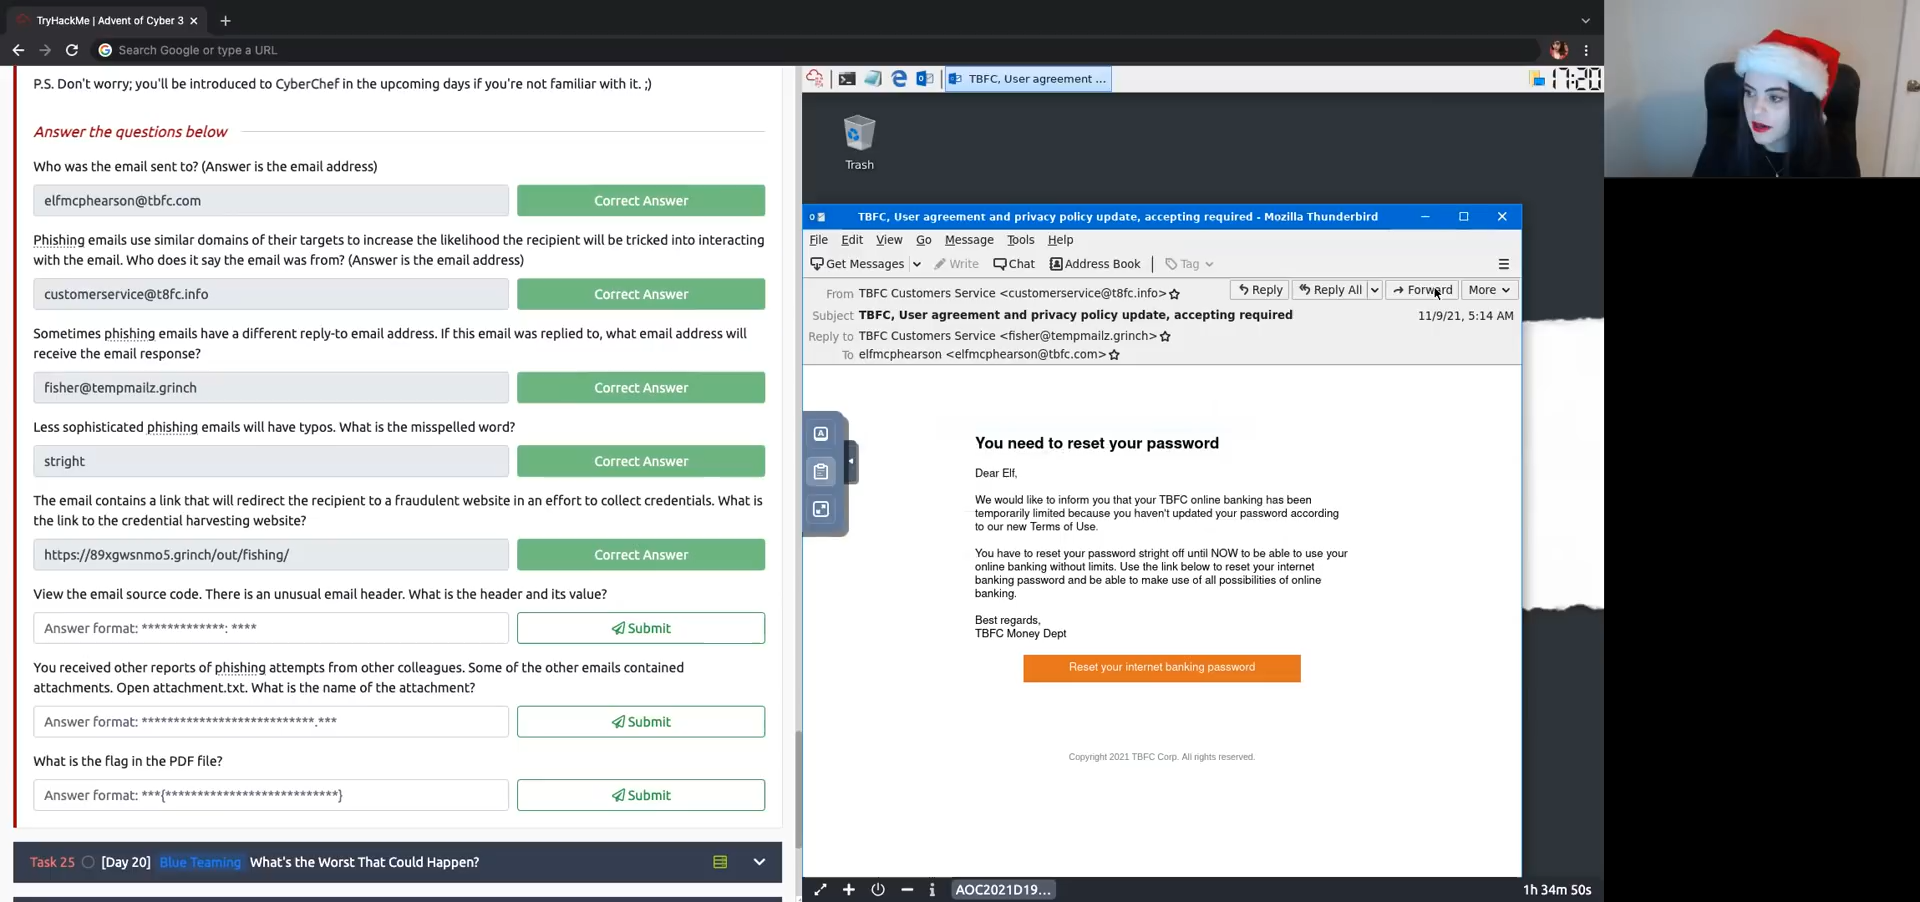 TryHackMe | Advent of Cyber 3
Search Google or type a URL
P.S. Don't worry; you'll be introduced to CyberChef in the upcoming days if you're not familiar with it. ;)
Answer the questions below
Who was the email sent to? (Answer is the email address)
elfmcphearson@tbfc.com
Correct Answer
Phishing emails use similar domains of their targets to increase the likelihood the recipient will be tricked into interacting
with the email. Who does it say the email was from? (Answer is the email address)
customerservice@t8fc.info
Correct Answer
Sometimes phishing emails have a different reply-to email address. If this email was replied to, what email address will
receive the email response?
fisher@tempmailz.grinch
Correct Answer
Less sophisticated phishing emails will have typos. What is the misspelled word?
stright
Correct Answer
The email contains a link that will redirect the recipient to a fraudulent website in an effort to collect credentials. What is
the link to the credential harvesting website?
https://89xgwsnmo5.grinch/out/fishing/
Correct Answer
View the email source code. There is an unusual email header. What is the header and its value?
Answer format: *************: ****
Submit
You received other reports of phishing attempts from other colleagues. Some of the other emails contained
attachments. Open attachment.txt. What is the name of the attachment?
Answer format: ***************************.***
Submit
What is the flag in the PDF file?
Answer format: ***{***************************}
Submit
Task 25 [Day 20] Blue Teaming What's the Worst That Could Happen?
TBFC, User agreement ...
17:20
Trash
TBFC, User agreement and privacy policy update, accepting required - Mozilla Thunderbird
File Edit View Go Message Tools Help
Get Messages Write Chat Address Book Tag
From TBFC Customers Service <customerservice@t8fc.info>
Reply Reply All Forward More
Subject TBFC, User agreement and privacy policy update, accepting required
11/9/21, 5:14 AM
Reply to TBFC Customers Service <fisher@tempmailz.grinch>
To elfmcphearson <elfmcphearson@tbfc.com>
You need to reset your password
Dear Elf,
We would like to inform you that your TBFC online banking has been
temporarily limited because you haven't updated your password according
to our new Terms of Use.
You have to reset your password stright off until NOW to be able to use your
online banking without limits. Use the link below to reset your internet
banking password and be able to make use of all possibilities of online
banking.
Best regards,
TBFC Money Dept
Reset your internet banking password
Copyright 2021 TBFC Corp. All rights reserved.
AOC2021D19...
1h 34m 50s